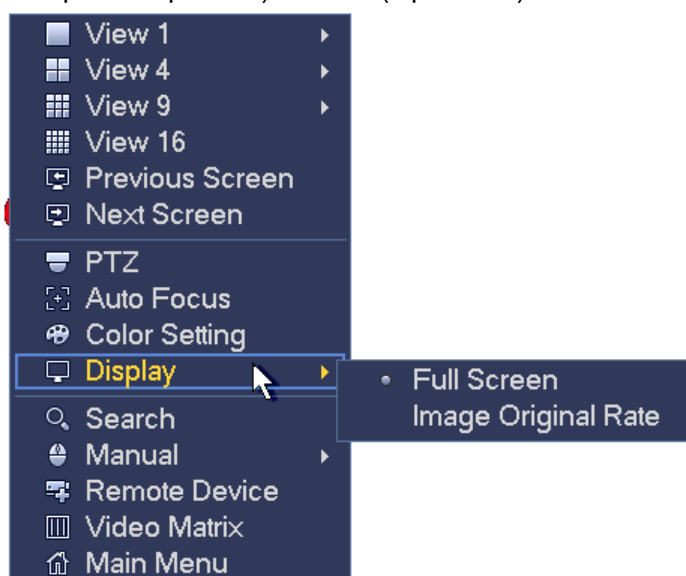 View 1
View 4
View 9
View 16
Previous Screen
Next Screen
PTZ
Auto Focus
Color Setting
Display
Full Screen
Image Original Rate
Search
Manual
Remote Device
Video Matrix
Main Menu